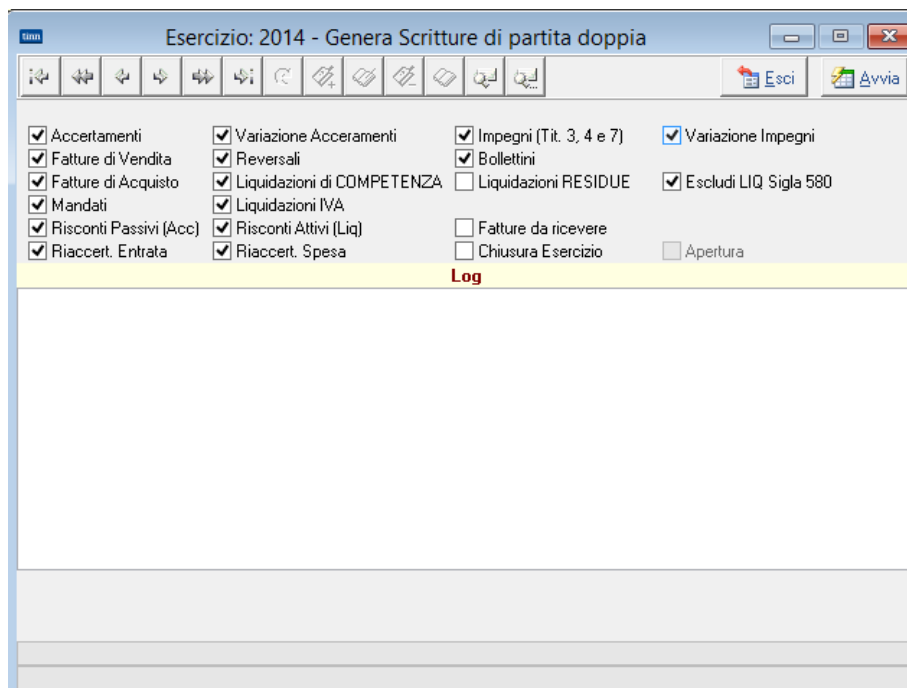 tinn Esercizio: 2014 - Genera Scritture di partita doppia
Esci Avvia
Accertamenti Variazione Acceramenti Impegni (Tit. 3, 4 e 7) Variazione Impegni
Fatture di Vendita Reversali Bollettini
Fatture di Acquisto Liquidazioni di COMPETENZA Liquidazioni RESIDUE Escludi LIQ Sigla 580
Mandati Liquidazioni IVA
Risconti Passivi (Acc) Risconti Attivi (Liq) Fatture da ricevere
Riaccert. Entrata Riaccert. Spesa Chiusura Esercizio Apertura
Log